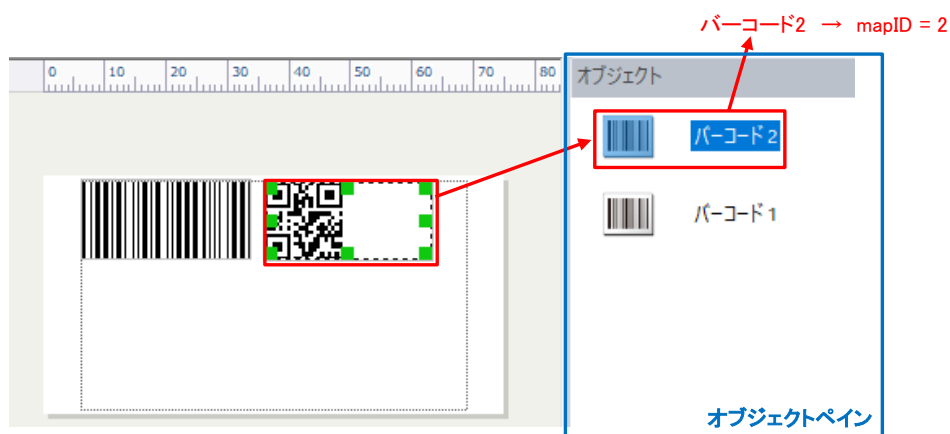 バーコード2 → mapID = 2
0 10 20 30 40 50 60 70 80
オブジェクト
バーコード 2
バーコード 1
オブジェクトペイン